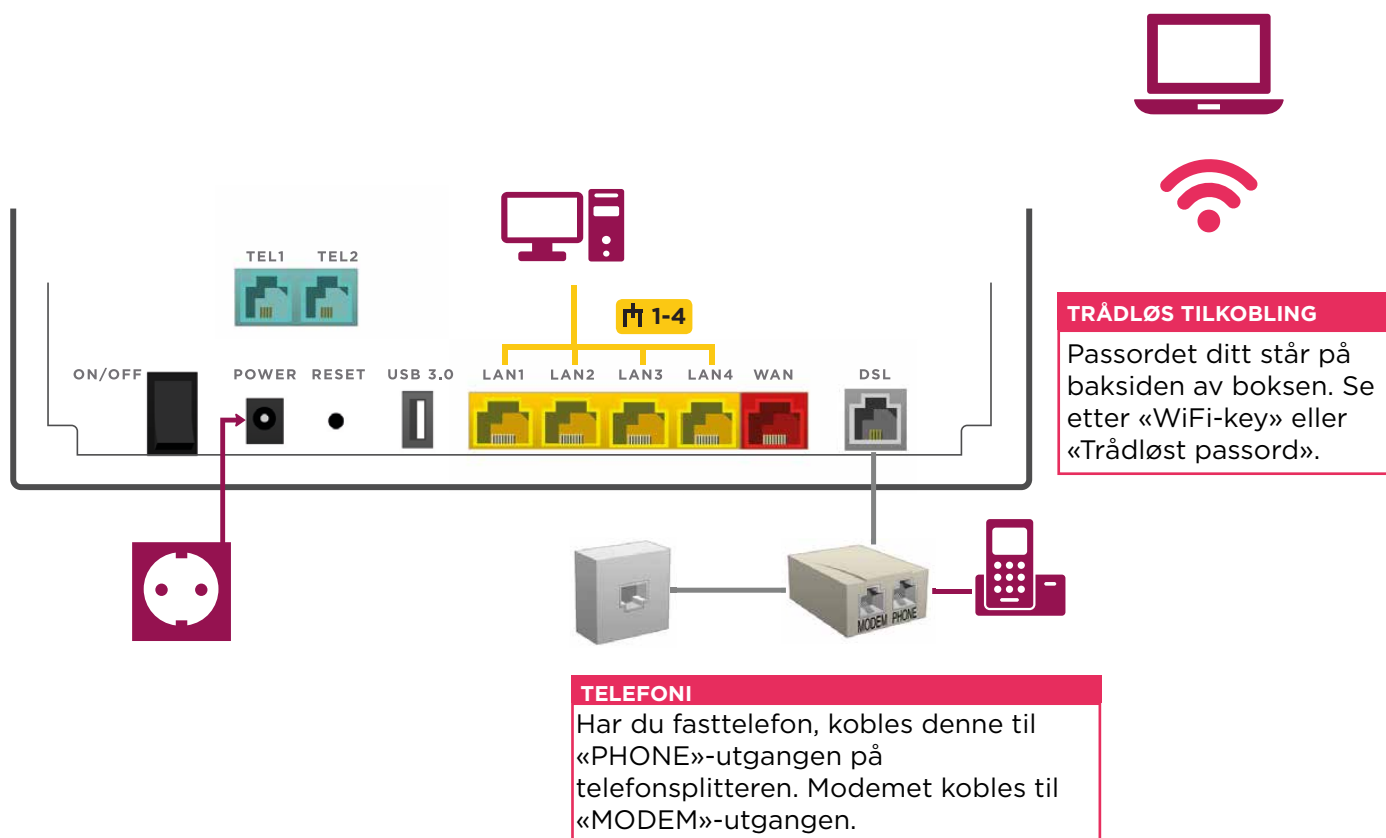 TEL1 TEL2
1-4
ON/OFF POWER RESET USB 3.0 LAN1 LAN2 LAN3 LAN4 WAN DSL
TRÅDLØS TILKOBLING
Passordet ditt står på
baksiden av boksen. Se
etter «WiFi-key» eller
«Trådløst passord».
MODEM PHONE
TELEFONI
Har du fasttelefon, kobles denne til
«PHONE»-utgangen på
telefonsplitteren. Modemet kobles til
«MODEM»-utgangen.